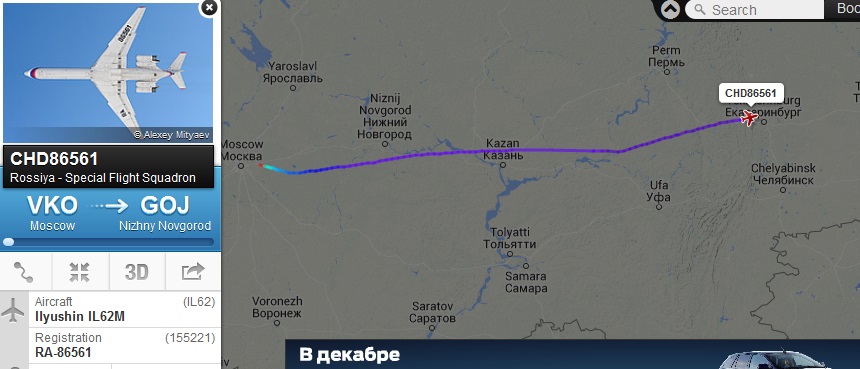 86561
© Alexey Mityaev
CHD86561
Rossiya - Special Flight Squadron
VKO GOJ
Moscow Nizhny Novgorod
3D
Aircraft (IL62)
Ilyushin IL62M
Registration (155221)
RA-86561
Search
Boo
Perm
Пермь
Yaroslavl
Ярославль
CHD86561
Екатеринбург
Nizhij
Novgorod
Нижний
Новгород
Moscow
Москва
Kazan
Казань
Chelyabinsk
Челябинск
Ufa
Уфа
Tolyatti
Тольятти
Samara
Самара
Voronezh
Воронеж
Saratov
Саратов
В декабре